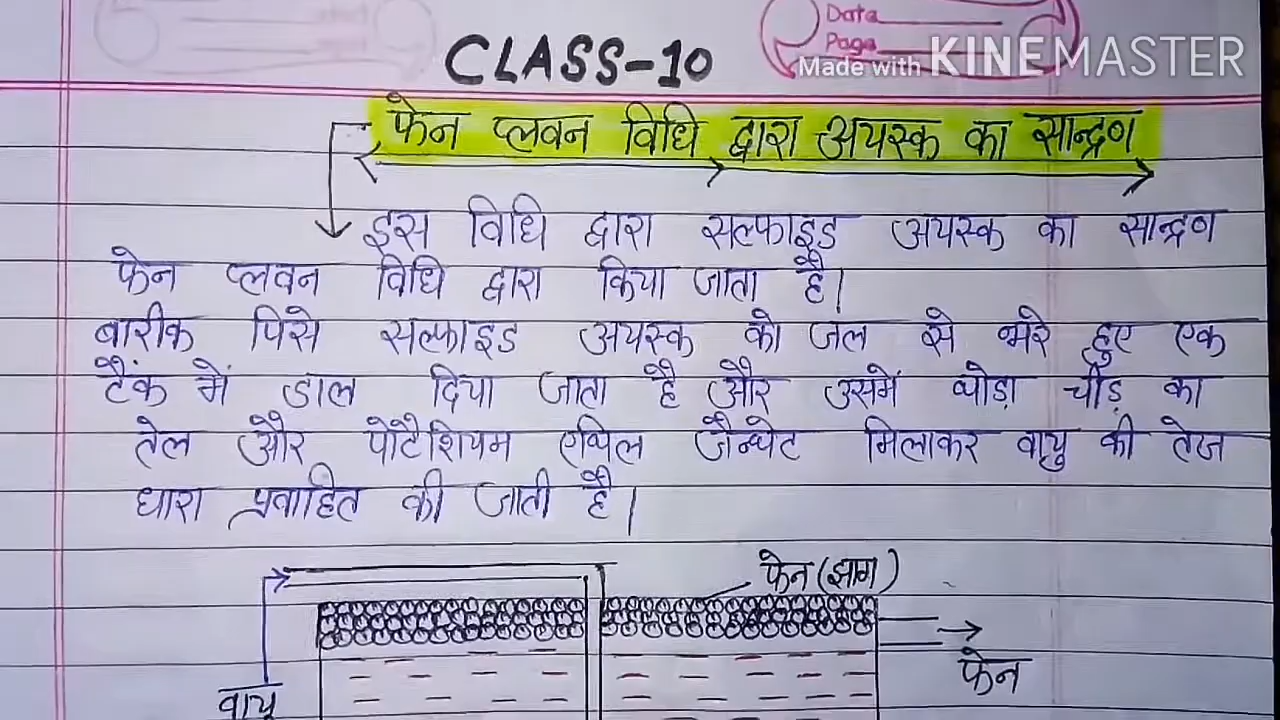 Data
Page
Made with KINEMASTER
CLASS-10
फेन प्लवन विधि द्वारा अयस्क का सान्द्रण
इस विधि द्वारा सल्फाइड अयस्क का सान्द्रण
फेन प्लवन विधि द्वारा किया जाता है।
बारीक पिसे सल्फाइड अयस्क को जल से भरे हुए एक
टैंक में डाल दिया जाता है और उसमें थोड़ा चीड़ का
तेल और पोटैशियम एथिल जैन्थेट मिलाकर वायु की तेज
धारा प्रवाहित की जाती है।
फेन (झाग)
फेन
वायु